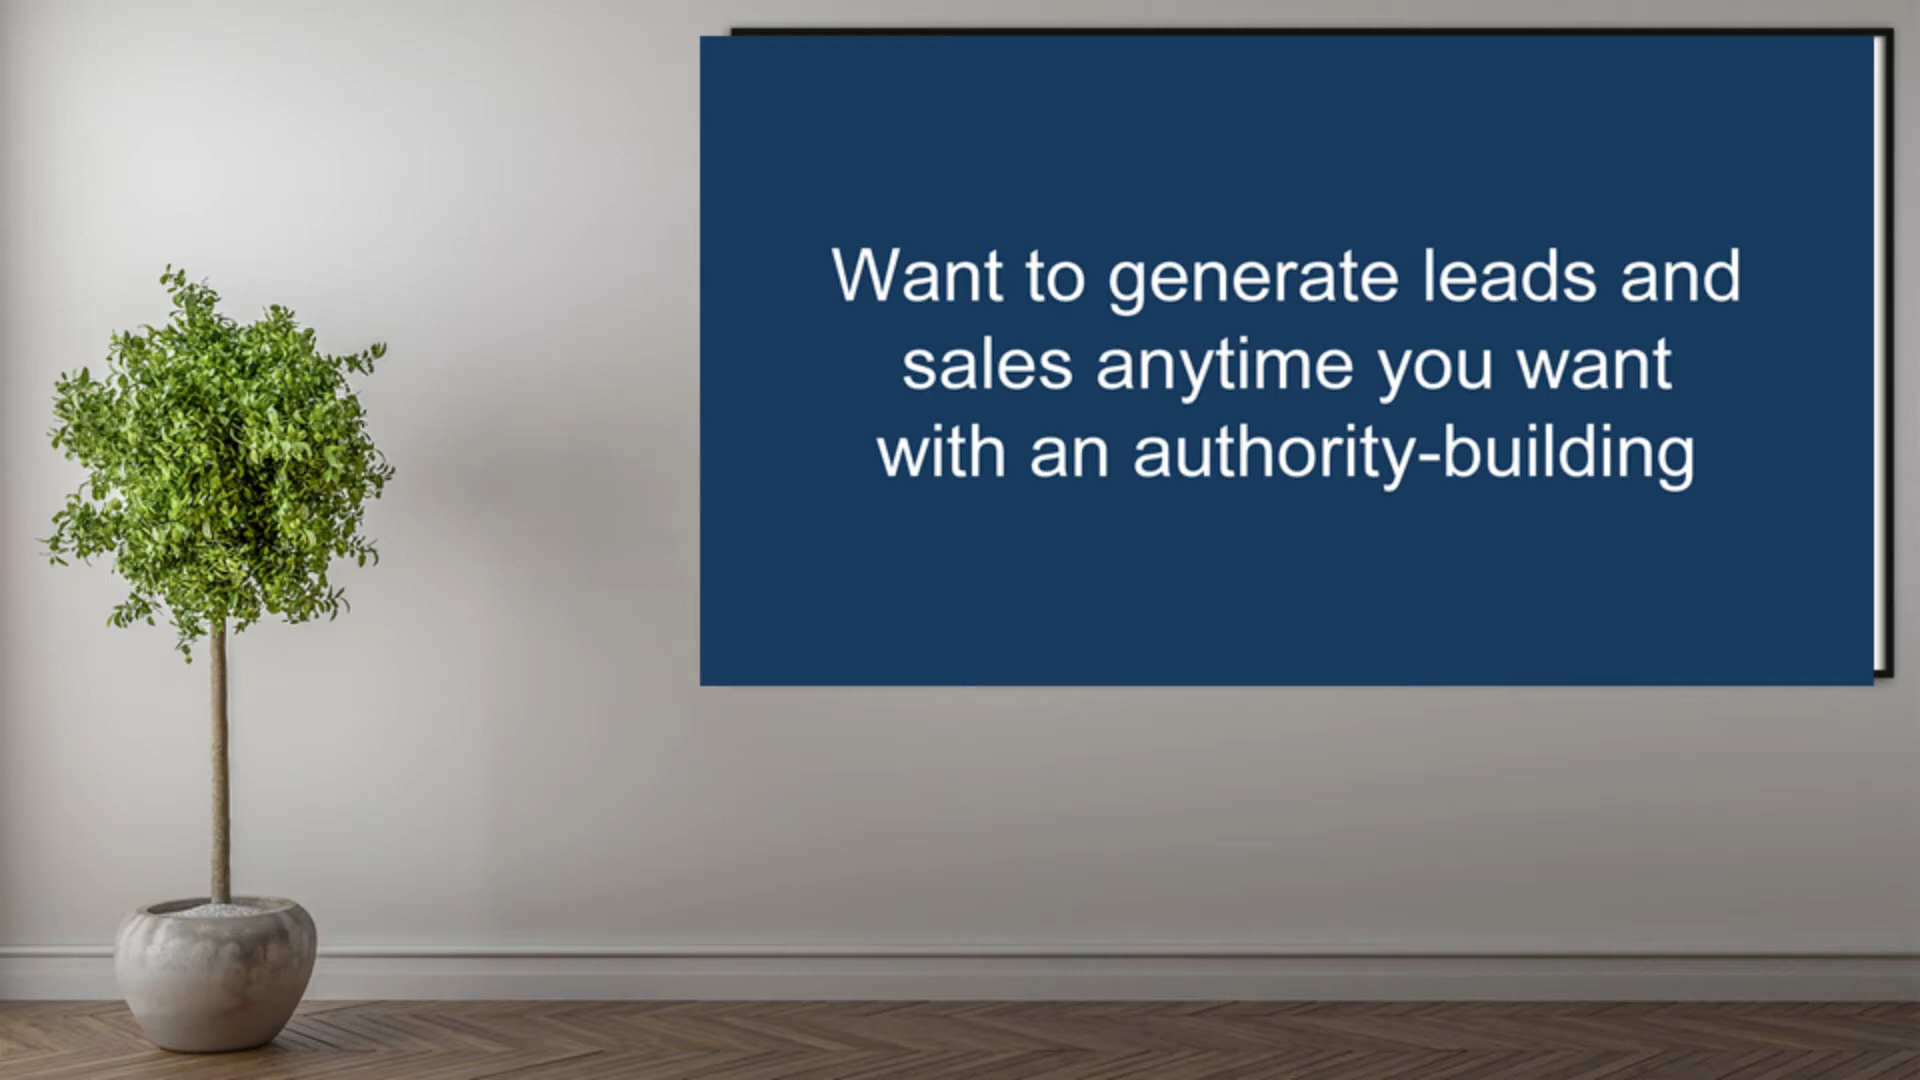 Want to generate leads and
sales anytime you want
with an authority-building